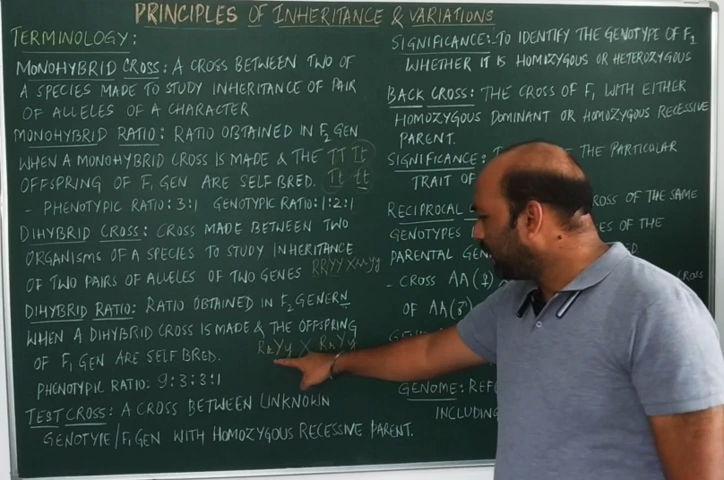 PRINCIPLES OF INHERITANCE & VARIATIONS
TERMINOLOGY:
MONOHYBRID CROSS: A CROSS BETWEEN TWO OF
A SPECIES MADE TO STUDY INHERITANCE OF PAIR
OF ALLELES OF A CHARACTER
MONOHYBRID RATIO: RATIO OBTAINED IN F2 GEN
WHEN A MONOHYBRID CROSS IS MADE & THE TT Tt
OFFSPRING OF F1 GEN ARE SELF BRED. Tt tt
- PHENOTYPIC RATIO: 3:1 GENOTYPIC RATIO: 1:2:1
DIHYBRID CROSS: CROSS MADE BETWEEN TWO
ORGANISMS OF A SPECIES TO STUDY INHERITANCE
OF TWO PAIRS OF ALLELES OF TWO GENES RRYY X
DIHYBRID RATIO: RATIO OBTAINED IN F2 GENERN
WHEN A DIHYBRID CROSS IS MADE & THE OFFSPRING
OF F1 GEN ARE SELF BRED. RrYy X RrYy
PHENOTYPIC RATIO: 9:3:3:1
TEST CROSS: A CROSS BETWEEN UNKNOWN
GENOTYPE/F1 GEN WITH HOMOZYGOUS RECESSIVE PARENT.
SIGNIFICANCE:- TO IDENTIFY THE GENOTYPE OF F1
WHETHER IT IS HOMOZYGOUS OR HETEROZYGOUS
BACK CROSS: THE CROSS OF F1 WITH EITHER
HOMOZYGOUS DOMINANT OR HOMOZYGOUS RECESSIVE
PARENT.
SIGNIFICANCE: THE PARTICULAR
TRAIT OF
RECIPROCAL CROSS OF THE SAME
GENOTYPES OF THE
PARENTAL
- CROSS AA (♀)
OF AA (♂)
GENOME:
INCLUDING